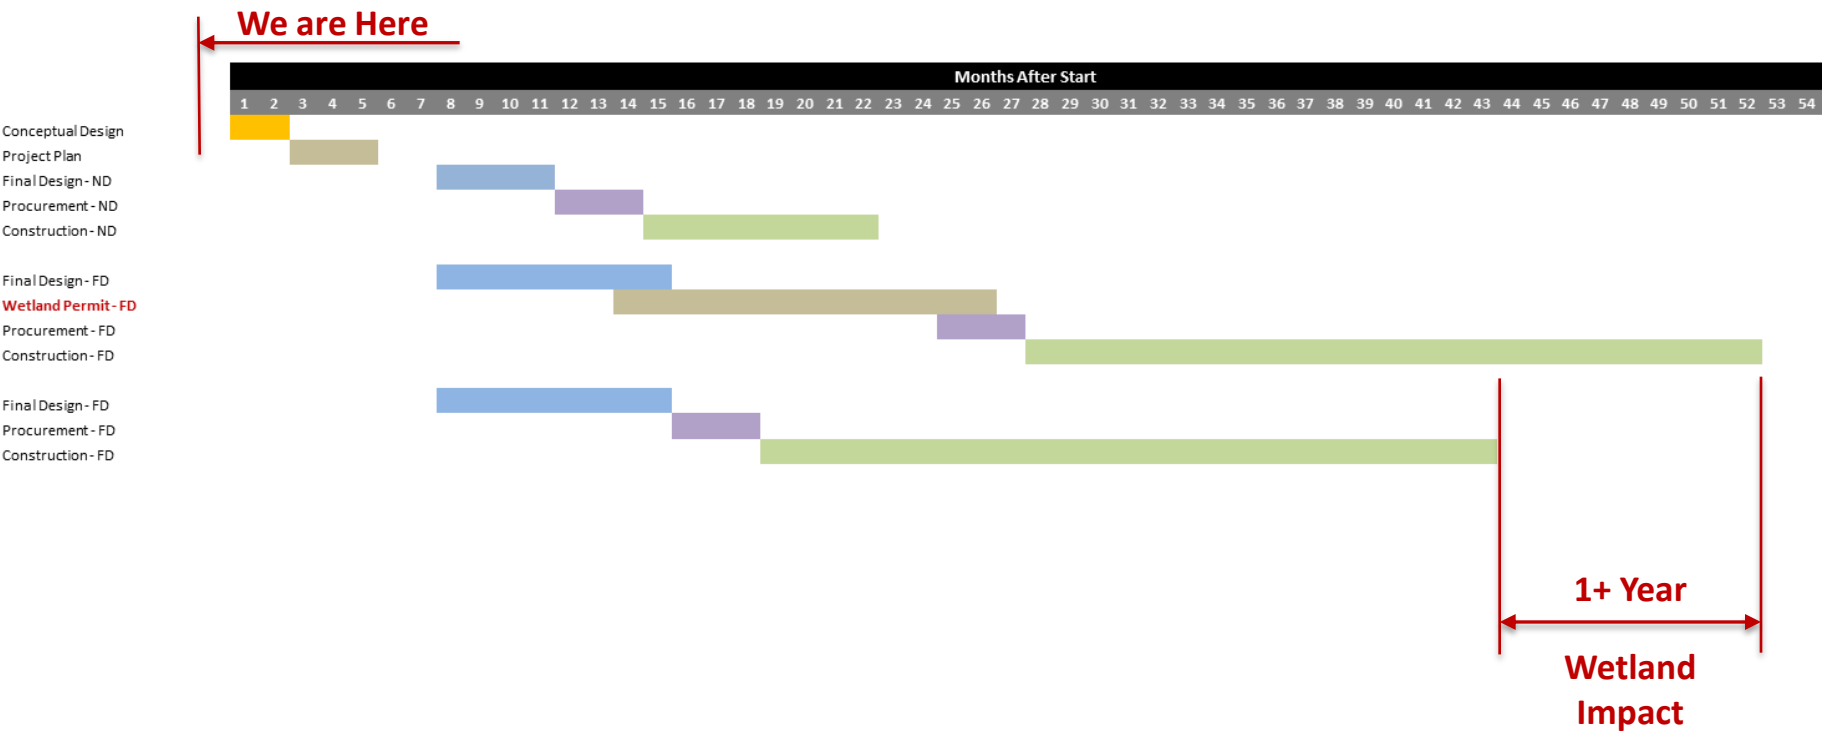 We are Here
Months After Start
1 2 3 4 5 6 7 8 9 10 11 12 13 14 15 16 17 18 19 20 21 22 23 24 25 26 27 28 29 30 31 32 33 34 35 36 37 38 39 40 41 42 43 44 45 46 47 48 49 50 51 52 53 54
Conceptual Design
Project Plan
Final Design - ND
Procurement - ND
Construction - ND
Final Design - FD
Wetland Permit - FD
Procurement - FD
Construction - FD
Final Design - FD
Procurement - FD
Construction - FD
1+ Year
Wetland
Impact